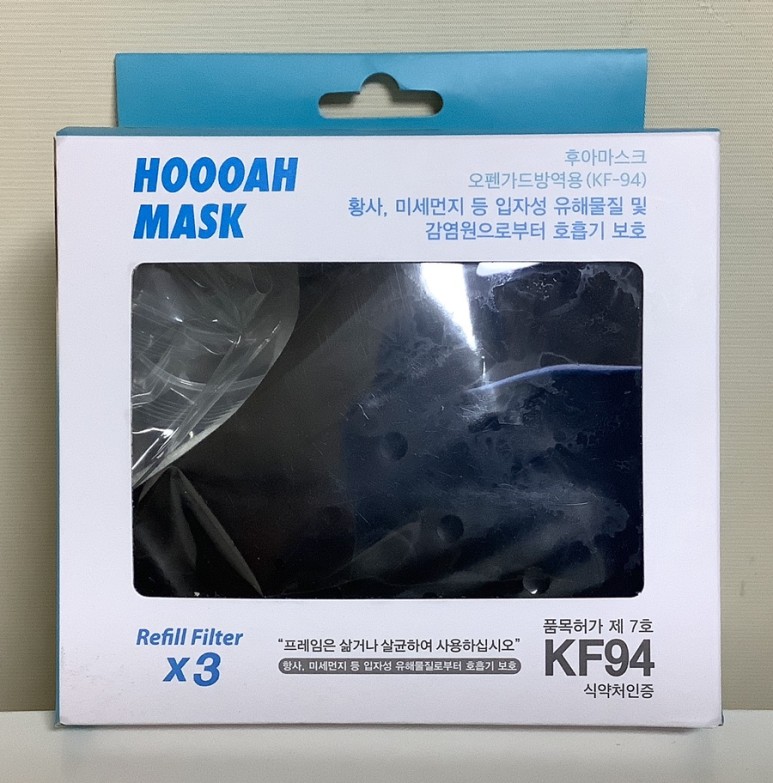 HOOOAH
MASK
후아마스크
오펜가드방역용(KF-94)
황사, 미세먼지 등 입자성 유해물질 및
감염원으로부터 호흡기 보호
Refill Filter
x3
“프레임은 삶거나 살균하여 사용하십시오”
황사, 미세먼지 등 입자성 유해물질로부터 호흡기 보호
품목허가 제 7호
KF94
식약처인증